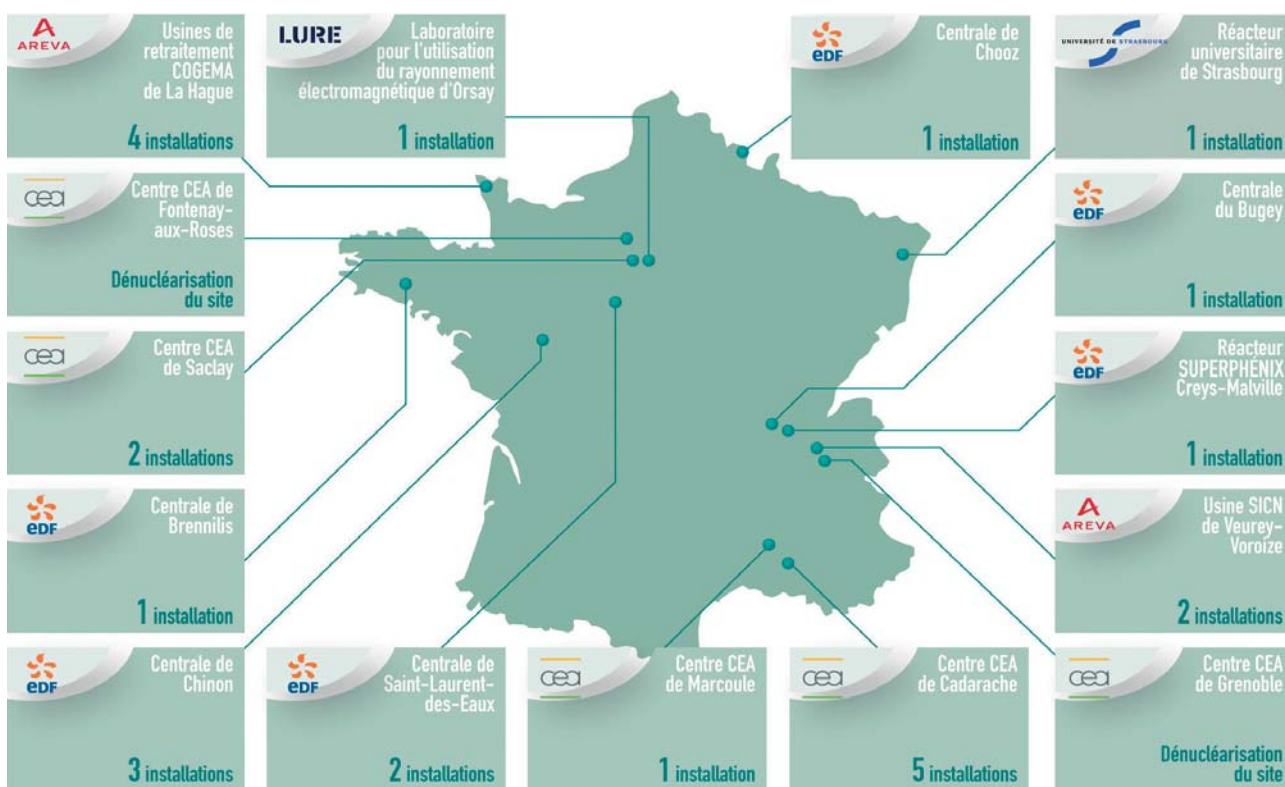 AREVA
Usines de
retraitement
COGEMA
de La Hague
4 installations
LURE
Laboratoire
pour l'utilisation
du rayonnement
électromagnétique d'Orsay
1 installation
eDF
Centrale de
Chooz
1 installation
UNIVERSITÉ DE STRASBOURG
Réacteur
universitaire
de Strasbourg
1 installation
cea
Centre CEA de
Fontenay-
aux-Roses
Dénucléarisation
du site
eDF
Centrale
du Bugey
1 installation
cea
Centre CEA
de Saclay
2 installations
eDF
Réacteur
SUPERPHÉNIX
Creys-Malville
1 installation
eDF
Centrale de
Brennilis
1 installation
AREVA
Usine SICN
de Veurey-
Voroize
2 installations
eDF
Centrale de
Chinon
3 installations
eDF
Centrale de
Saint-Laurent-
des-Eaux
2 installations
cea
Centre CEA
de Marcoule
1 installation
cea
Centre CEA
de Cadarache
5 installations
cea
Centre CEA
de Grenoble
Dénucléarisation
du site